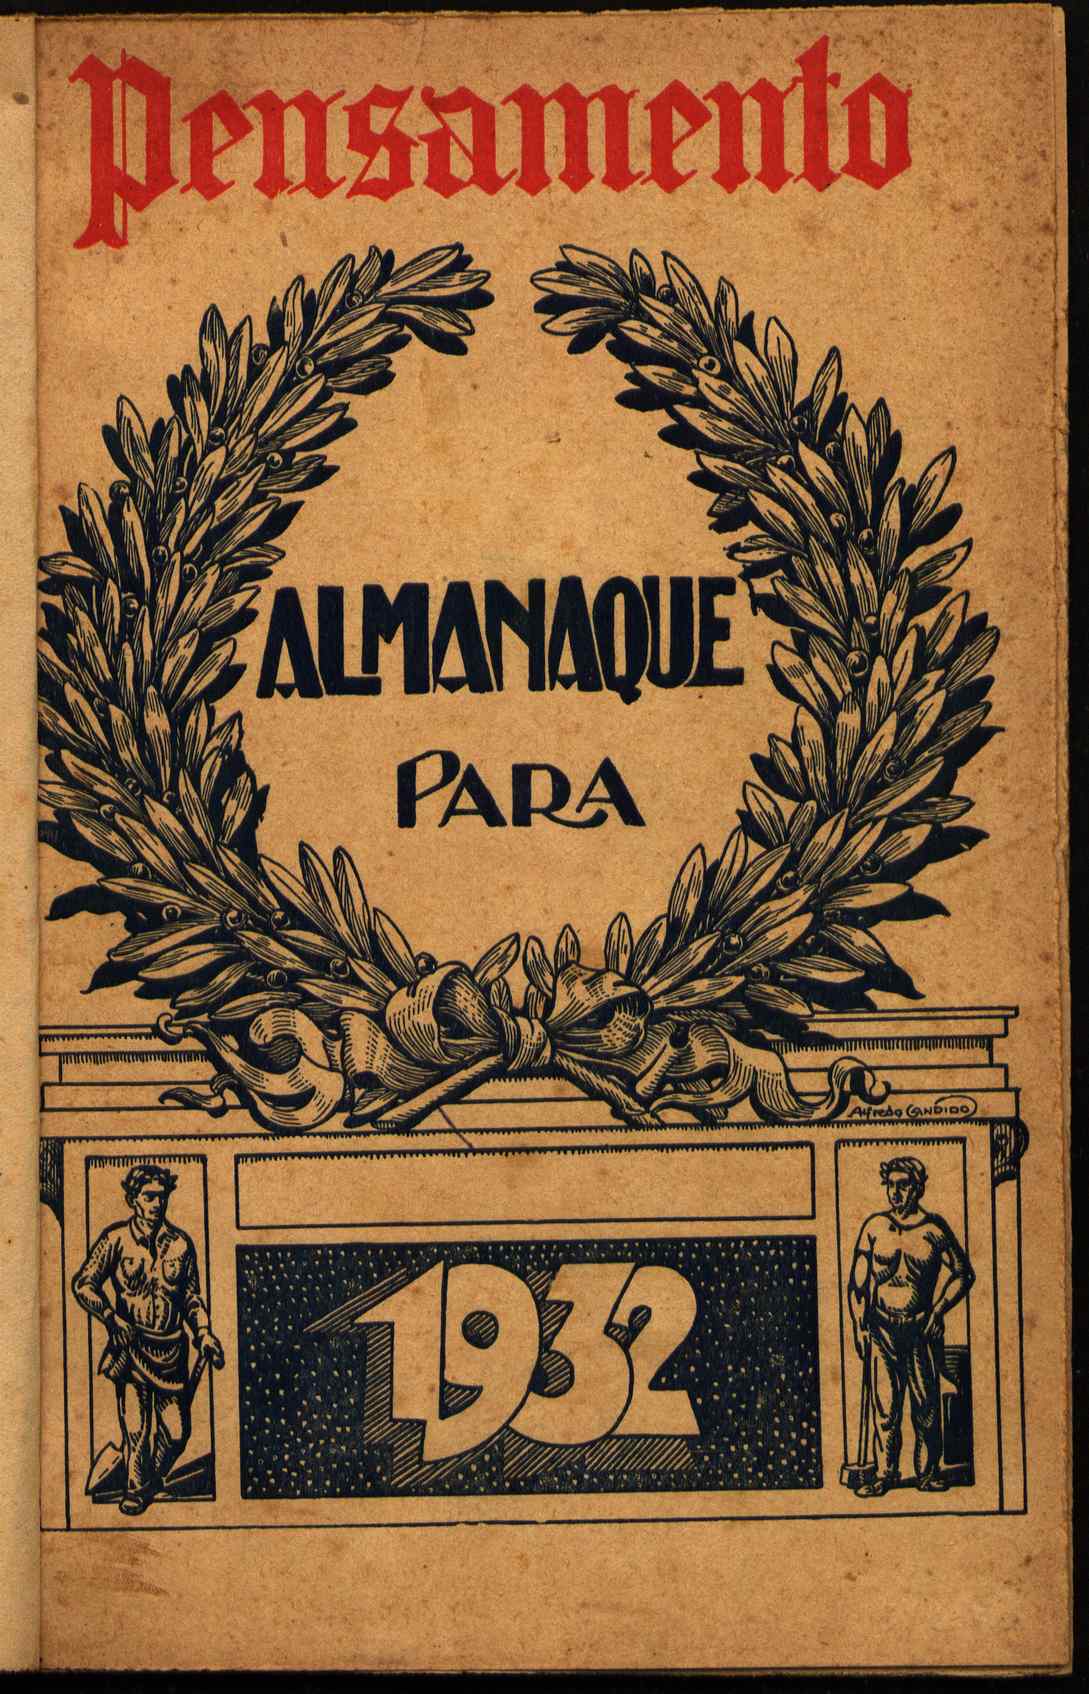 Pensamento
ALMANAQUE
PARA
Alfredo CANDIDO
1932